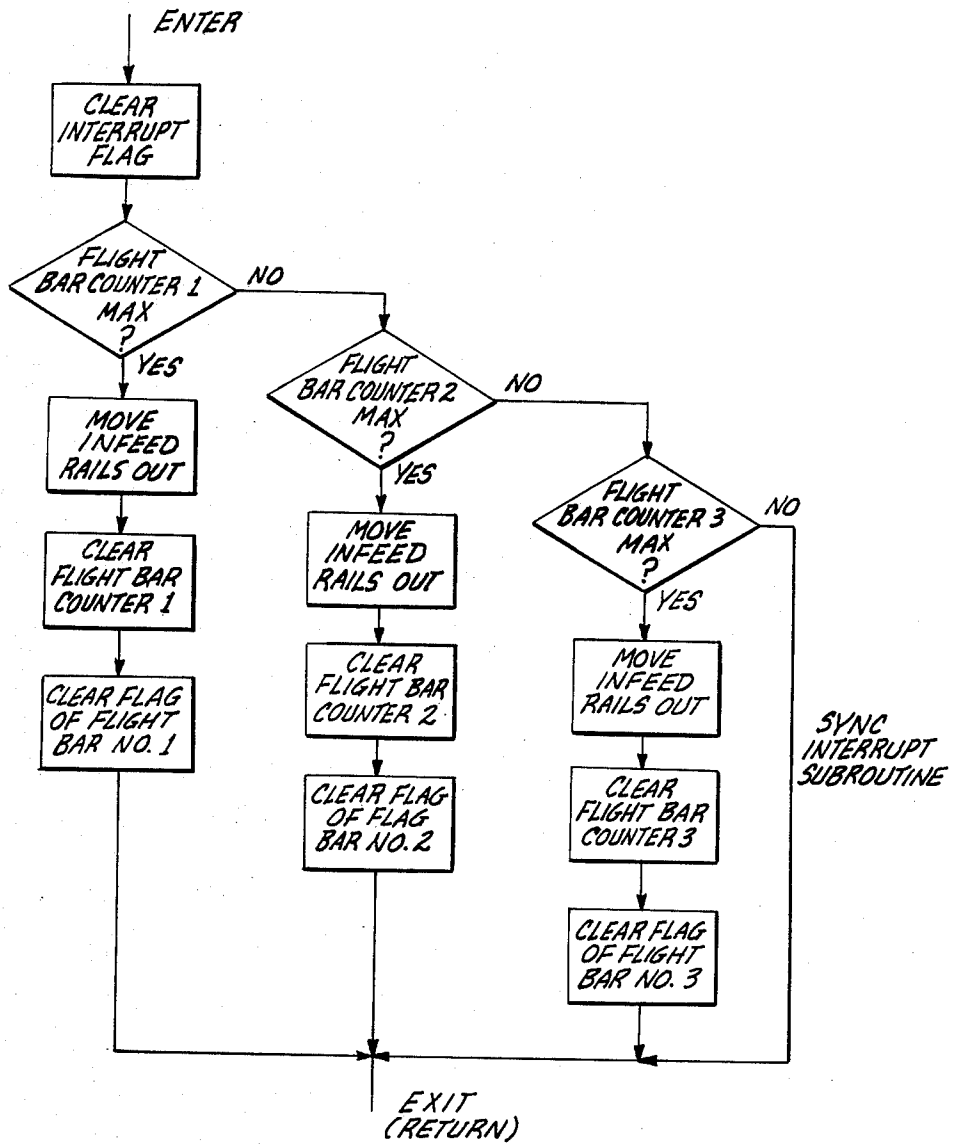 ENTER
CLEAR
INTERRUPT
FLAG
FLIGHT
BAR COUNTER 1
MAX
?
NO
YES
MOVE
INFEED
RAILS OUT
CLEAR
FLIGHT BAR
COUNTER 1
CLEAR FLAG
OF FLIGHT
BAR NO. 1
FLIGHT
BAR COUNTER 2
MAX
?
NO
YES
MOVE
INFEED
RAILS OUT
CLEAR
FLIGHT BAR
COUNTER 2
CLEAR FLAG
OF FLAG
BAR NO. 2
FLIGHT
BAR COUNTER 3
MAX
?
NO
YES
MOVE
INFEED
RAILS OUT
CLEAR
FLIGHT BAR
COUNTER 3
CLEAR FLAG
OF FLIGHT
BAR NO. 3
SYNC
INTERRUPT
SUBROUTINE
EXIT
(RETURN)